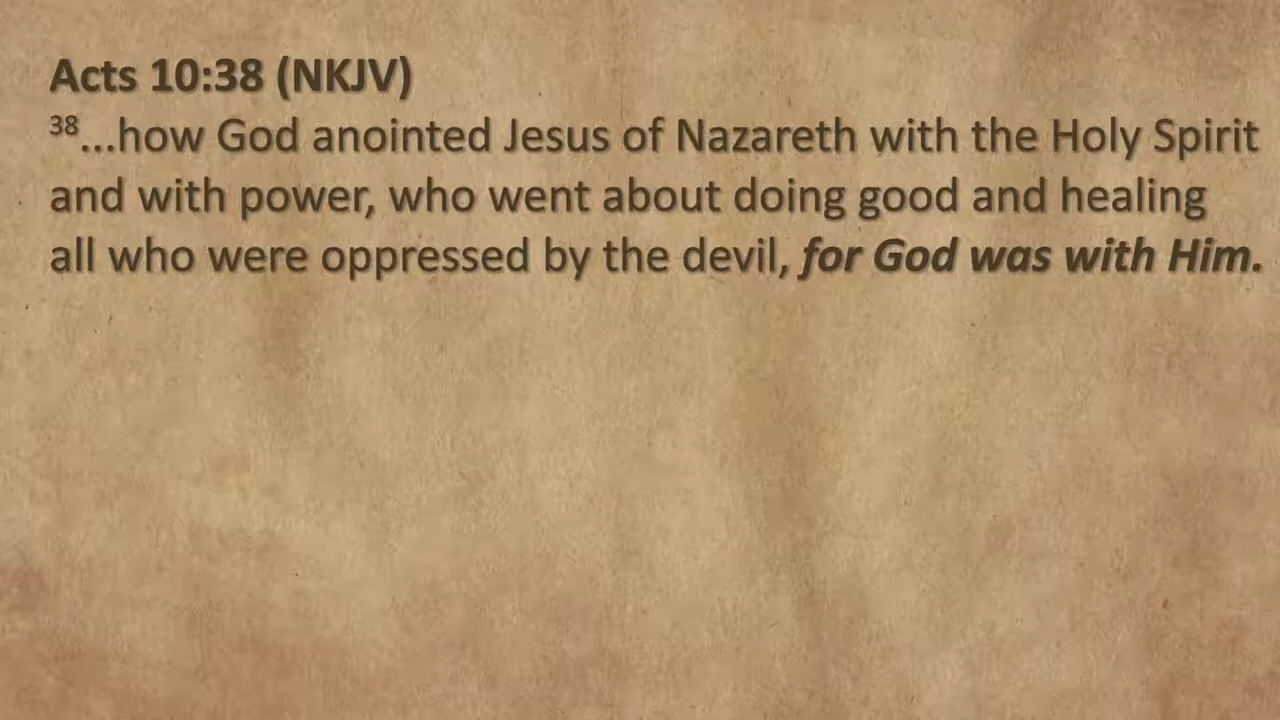 Acts 10:38 (NKJV)
38...how God anointed Jesus of Nazareth with the Holy Spirit
and with power, who went about doing good and healing
all who were oppressed by the devil, for God was with Him.